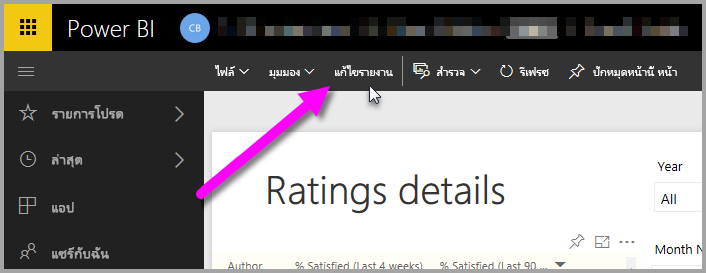 Power BI
CB
ไฟล์ มุมมอง แก้ไขรายงาน สำรวจ รีเฟรช ปักหมุดหน้านี้ หน้า
รายการโปรด
ล่าสุด
แอป
แชร์กับฉัน
Ratings details
Year
All
Month N
Author % Satisfied (Last 4 weeks) % Satisfied (Last 90 ...